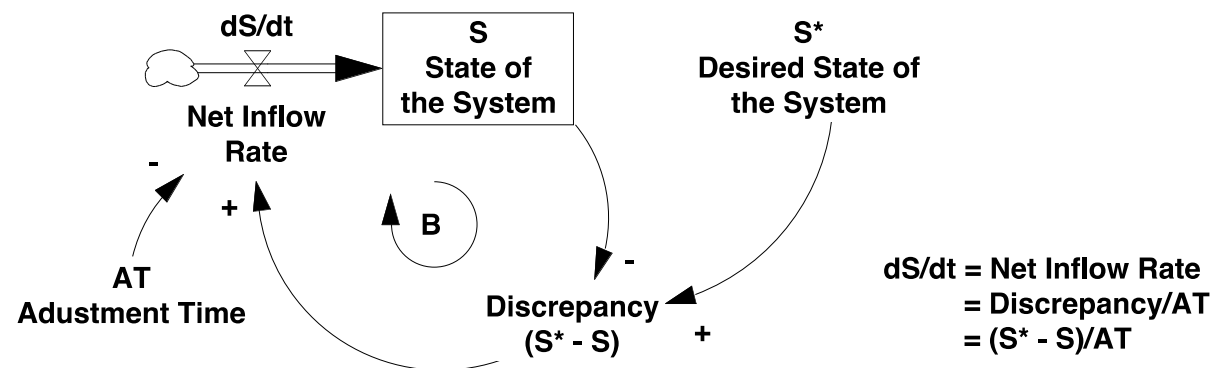 dS/dt
S
State of
the System
S*
Desired State of
the System
Net Inflow
Rate
-
+
B
AT
Adustment Time
-
Discrepancy
(S* - S)
+
dS/dt = Net Inflow Rate
= Discrepancy/AT
= (S* - S)/AT